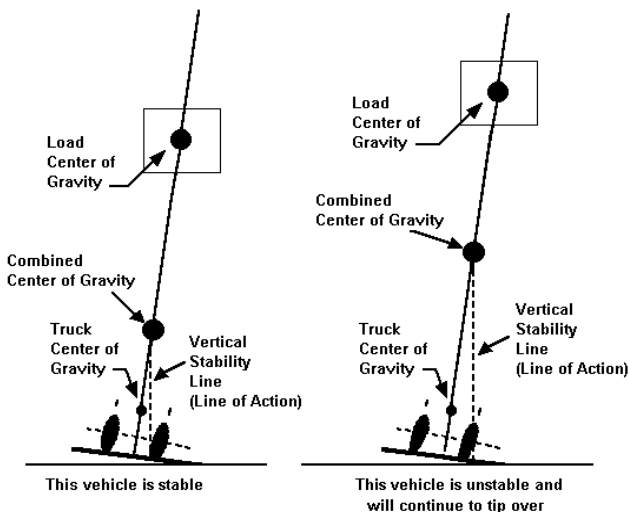 Load
Center of
Gravity
Combined
Center of Gravity
Truck
Center of
Gravity
Vertical
Stability
Line
(Line of Action)
This vehicle is stable
Load
Center of
Gravity
Combined
Center of Gravity
Truck
Center of
Gravity
Vertical
Stability
Line
(Line of Action)
This vehicle is unstable and
will continue to tip over